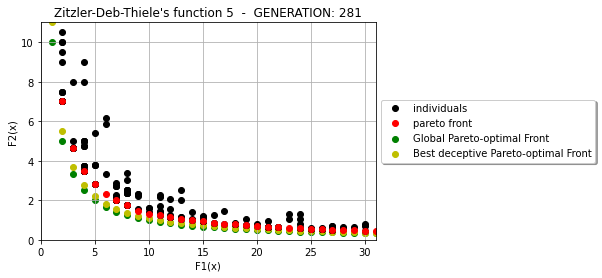 Zitzler-Deb-Thiele's function 5 - GENERATION: 281
10
8
6
4
2
0
F2(x)
0 5 10 15 20 25 30
F1(x)
individuals
pareto front
Global Pareto-optimal Front
Best deceptive Pareto-optimal Front